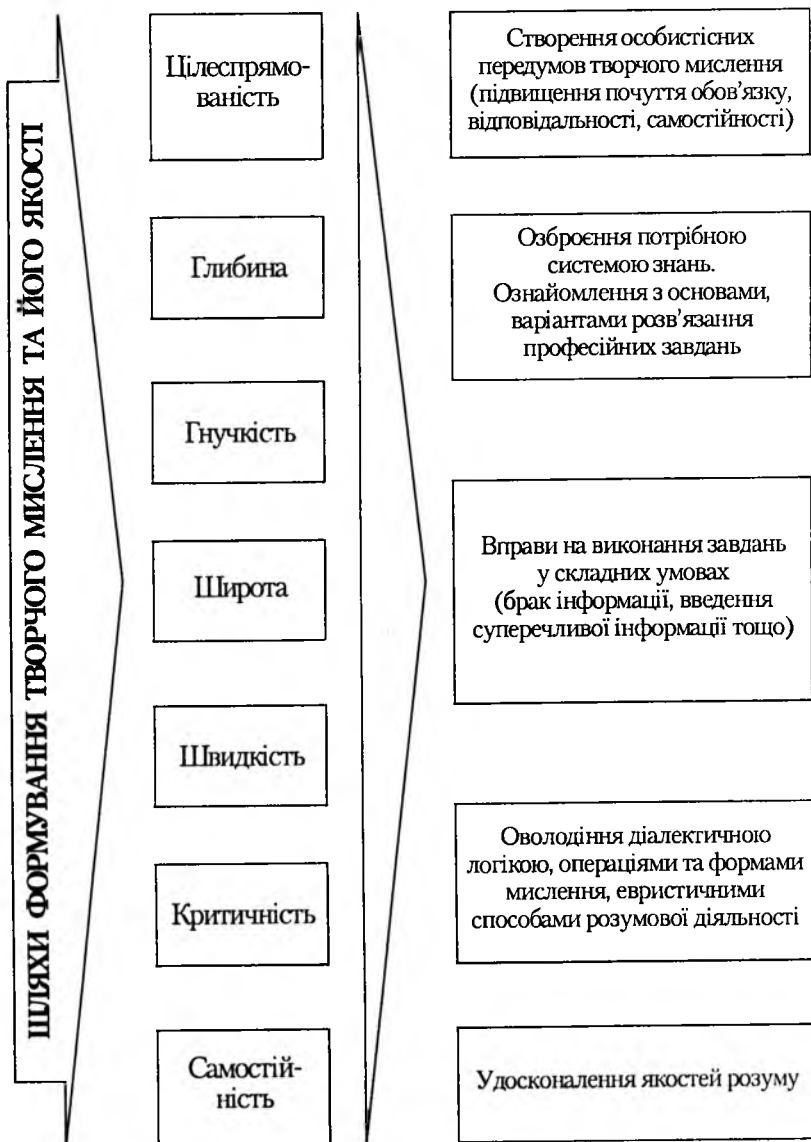 ШЛЯХИ ФОРМУВАННЯ ТВОРЧОГО МИСЛЕННЯ ТА ЙОГО ЯКОСТІ
Цілеспрямо-
ваність
Глибина
Гнучкість
Широта
Швидкість
Критичність
Самостій-
ність
Створення особистісних
передумов творчого мислення
(підвищення почуття обов'язку,
відповідальності, самостійності)
Озброєння потрібною
системою знань.
Ознайомлення з основами,
варіантами розв'язання
професійних завдань
Вправи на виконання завдань
у складних умовах
(брак інформації, введення
суперечливої інформації тощо)
Оволодіння діалектичною
логікою, операціями та формами
мислення, евристичними
способами розумової діяльності
Удосконалення якостей розуму